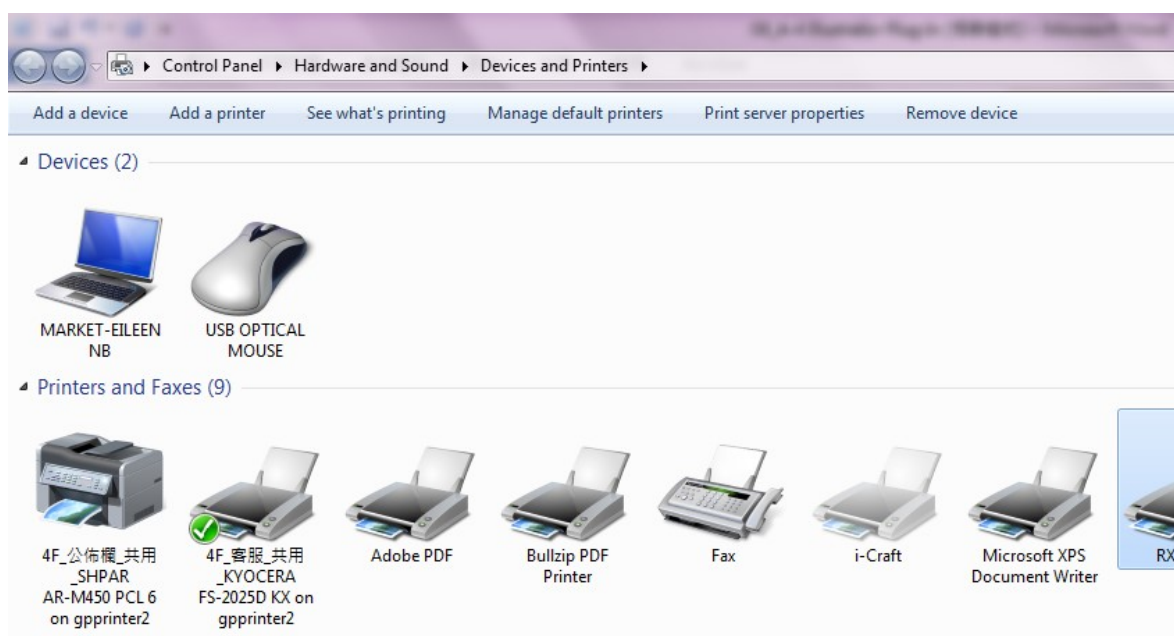 Control Panel ▸ Hardware and Sound ▸ Devices and Printers ▸
Add a device Add a printer See what's printing Manage default printers Print server properties Remove device
Devices (2)
MARKET-EILEEN
NB
USB OPTICAL
MOUSE
Printers and Faxes (9)
4F_公佈欄_共用
_SHPAR
AR-M450 PCL 6
on gpprinter2
4F_客服_共用
_KYOCERA
FS-2025D KX on
gpprinter2
Adobe PDF
Bullzip PDF
Printer
Fax
i-Craft
Microsoft XPS
Document Writer
RX